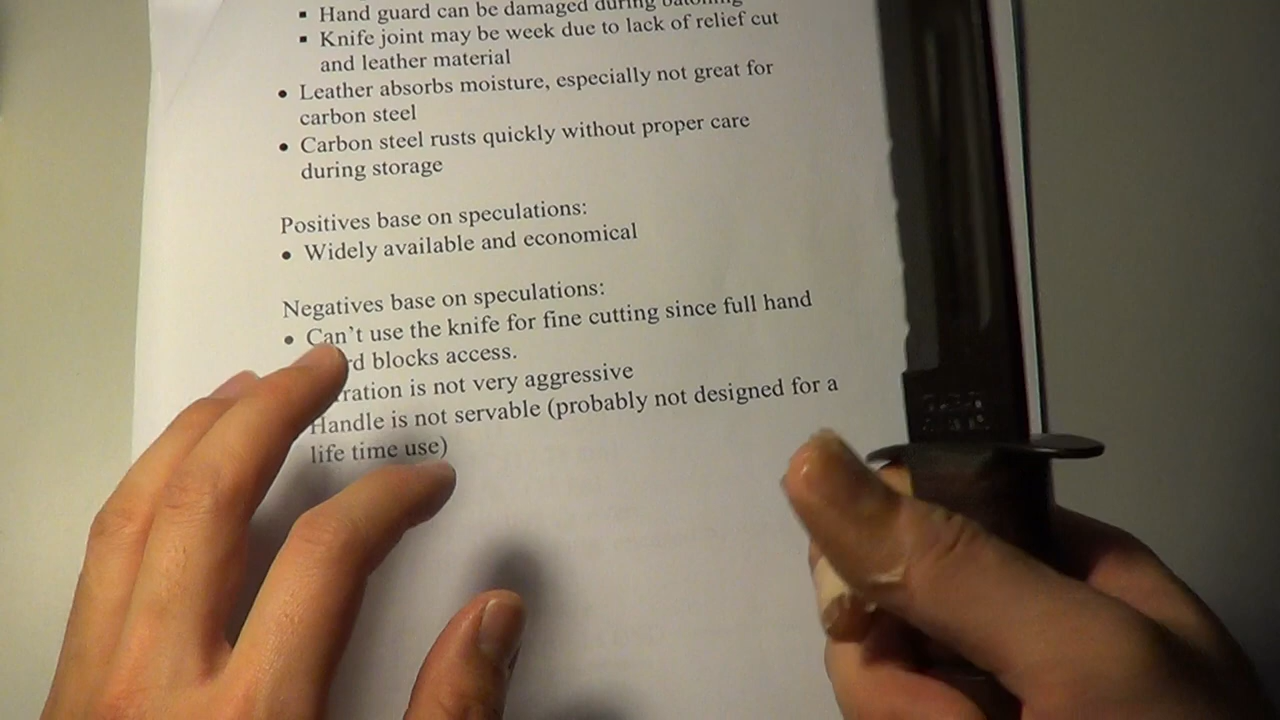 ▪ Hand guard can be damaged during batoning
▪ Knife joint may be week due to lack of relief cut
and leather material
• Leather absorbs moisture, especially not great for
carbon steel
• Carbon steel rusts quickly without proper care
during storage
Positives base on speculations:
• Widely available and economical
Negatives base on speculations:
• Can't use the knife for fine cutting since full hand
rd blocks access.
rration is not very aggressive
Handle is not servable (probably not designed for a
life time use)